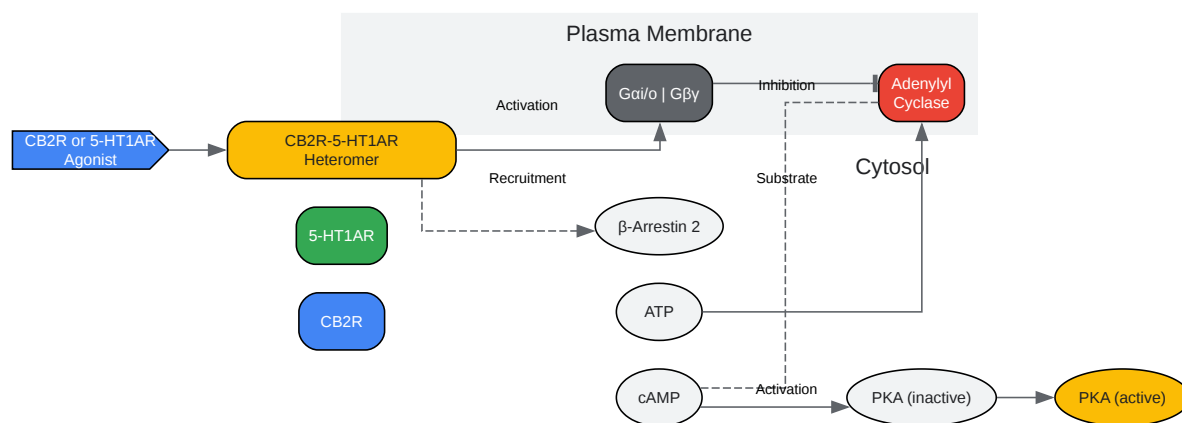 Plasma Membrane
Gαi/o | Gβγ
Inhibition
Adenylyl
Cyclase
Activation
CB2R or 5-HT1AR
Agonist
CB2R-5-HT1AR
Heteromer
Cytosol
Recruitment
Substrate
β-Arrestin 2
5-HT1AR
ATP
CB2R
cAMP
Activation
PKA (inactive)
PKA (active)